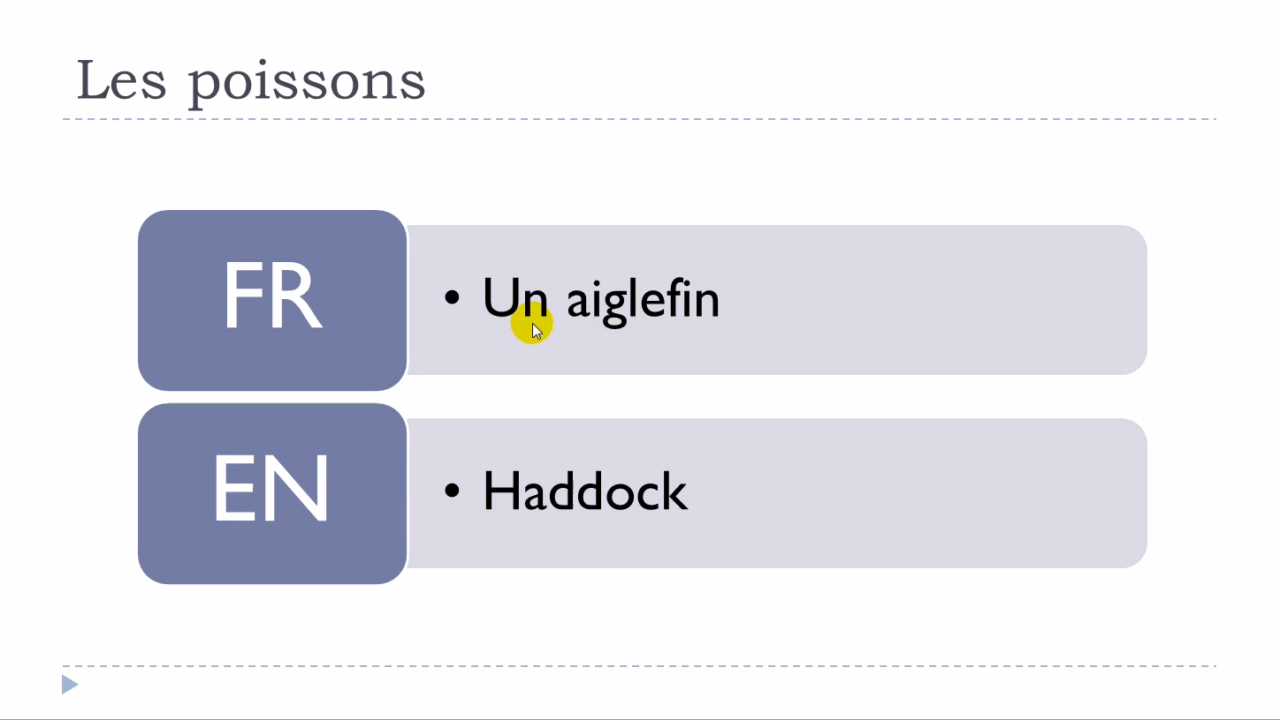 Les poissons
FR
• Un aiglefin
EN
• Haddock